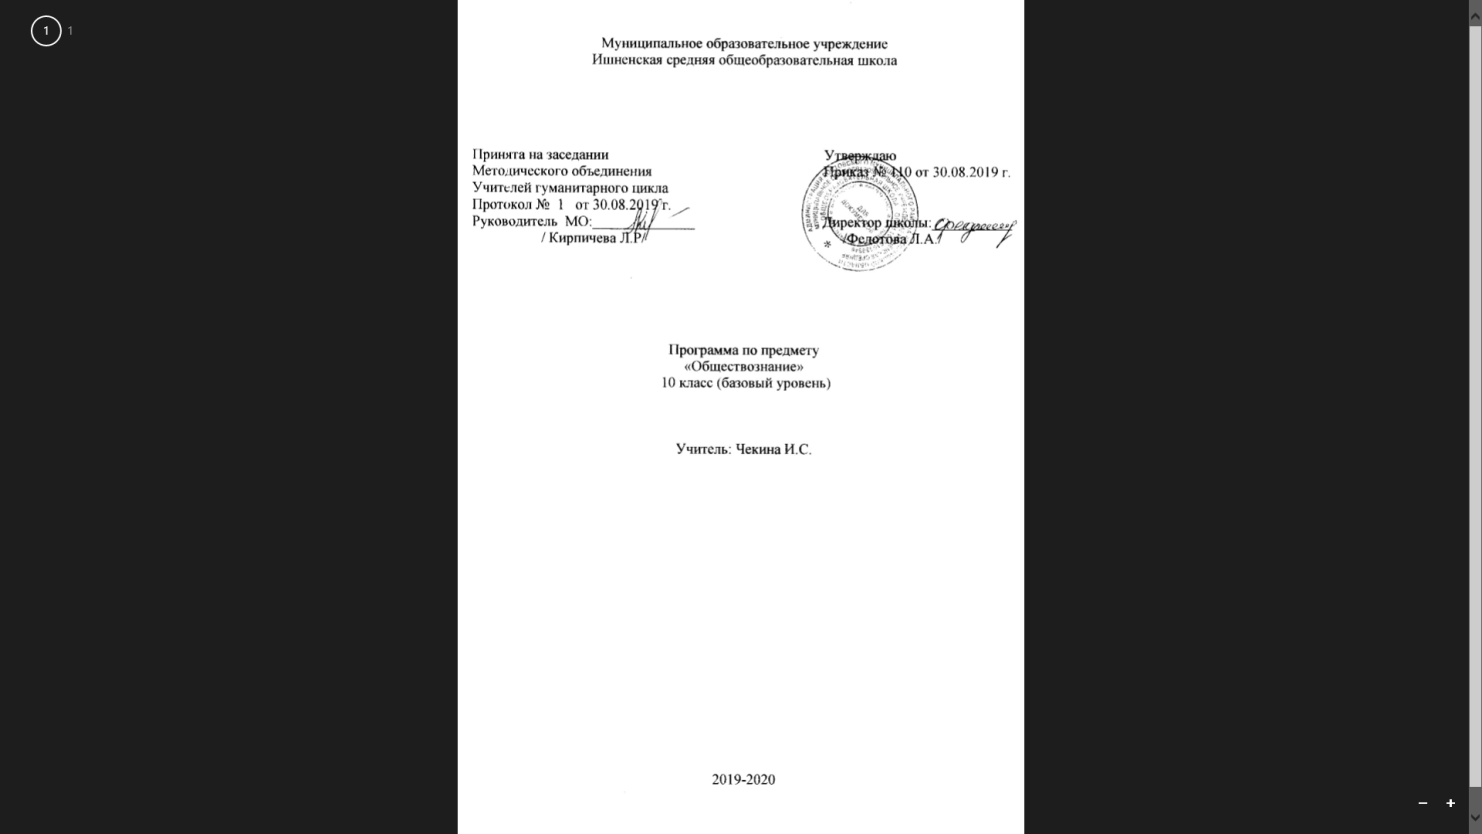 1 1
Муниципальное образовательное учреждение
Ишненская средняя общеобразовательная школа
Принята на заседании
Методического объединения
Учителей гуманитарного цикла
Протокол № 1 от 30.08.2019 г.
Руководитель МО:
/ Кирпичева Л.Р/
Утверждаю
Приказ № 110 от 30.08.2019 г.
Директор школы:
/Федотова Л.А./
Программа по предмету
«Обществознание»
10 класс (базовый уровень)
Учитель: Чекина И.С.
2019-2020